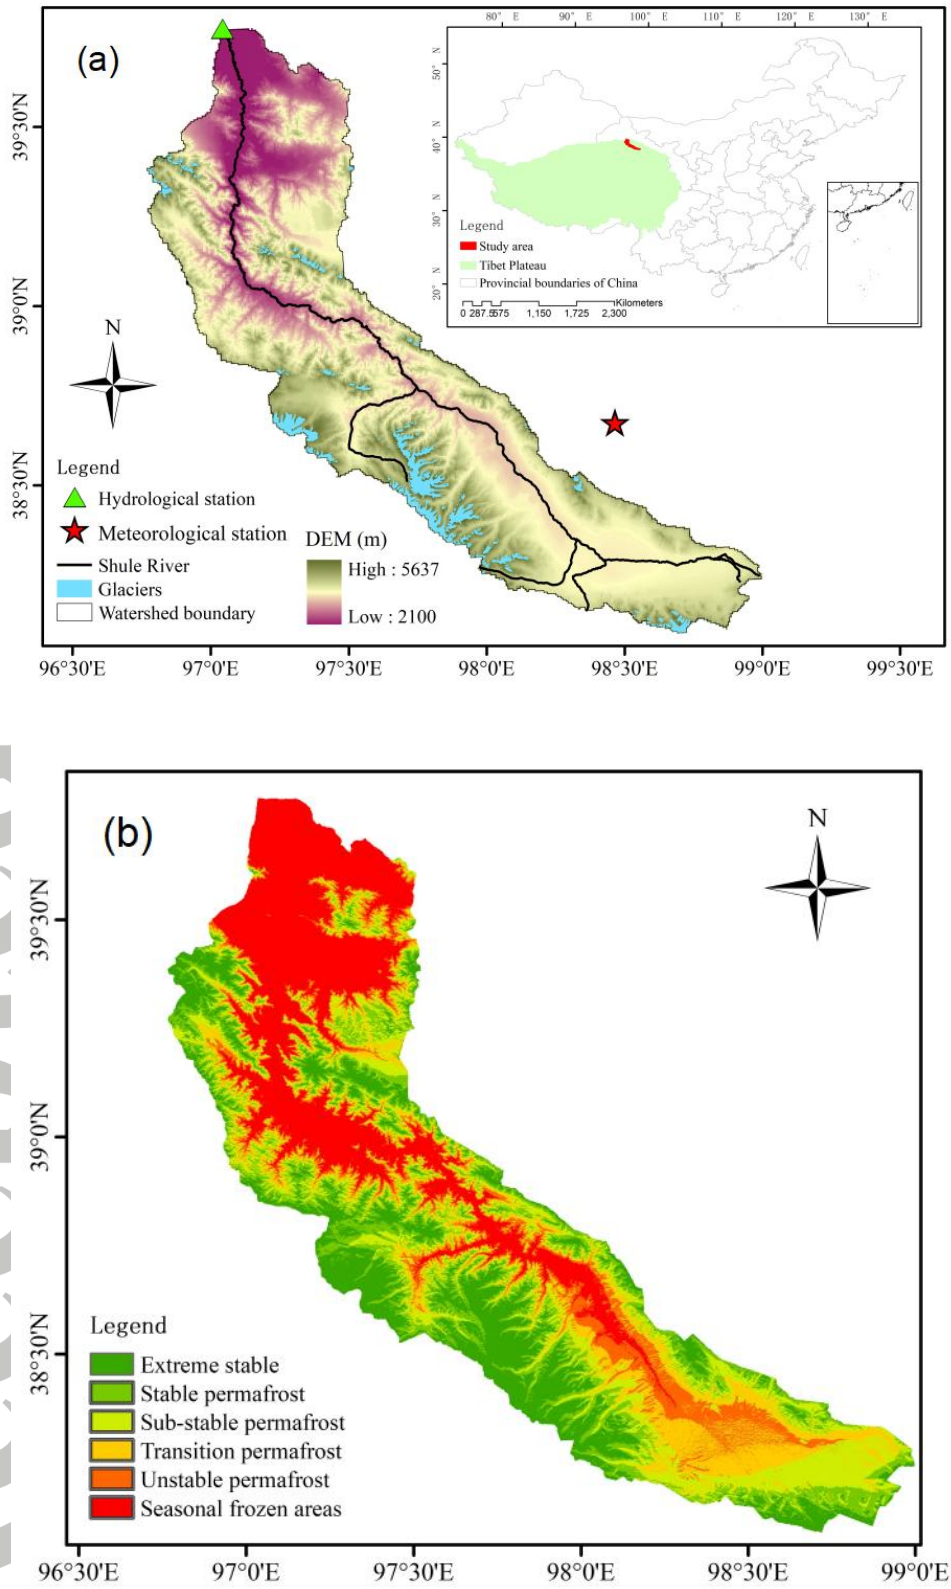 80° E 90° E 100° E 110° E 120° E 130° E
(a)
50° N
40° N
30° N
20° N
Legend
Study area
Tibet Plateau
Provincial boundaries of China
Kilometers
0 287.5575 1,150 1,725 2,300
39°30'N
39°0'N
38°30'N
N
Legend
Hydrological station
Meteorological station
Shule River
Glaciers
Watershed boundary
DEM (m)
High : 5637
Low : 2100
96°30'E 97°0'E 97°30'E 98°0'E 98°30'E 99°0'E 99°30'E
(b)
N
39°30'N
39°0'N
38°30'N
Legend
Extreme stable
Stable permafrost
Sub-stable permafrost
Transition permafrost
Unstable permafrost
Seasonal frozen areas
96°30'E 97°0'E 97°30'E 98°0'E 98°30'E 99°0'E